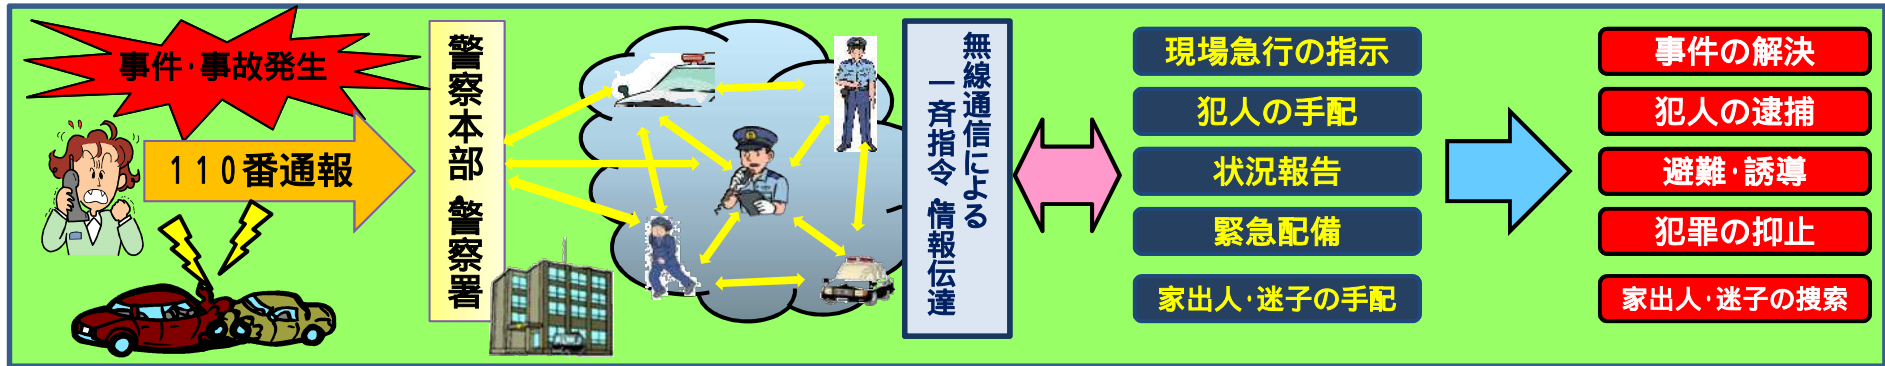 事件・事故発生
110番通報
警察本部・警察署
無線通信による
一斉指令・情報伝達
現場急行の指示
犯人の手配
状況報告
緊急配備
家出人・迷子の手配
事件の解決
犯人の逮捕
避難・誘導
犯罪の抑止
家出人・迷子の捜索